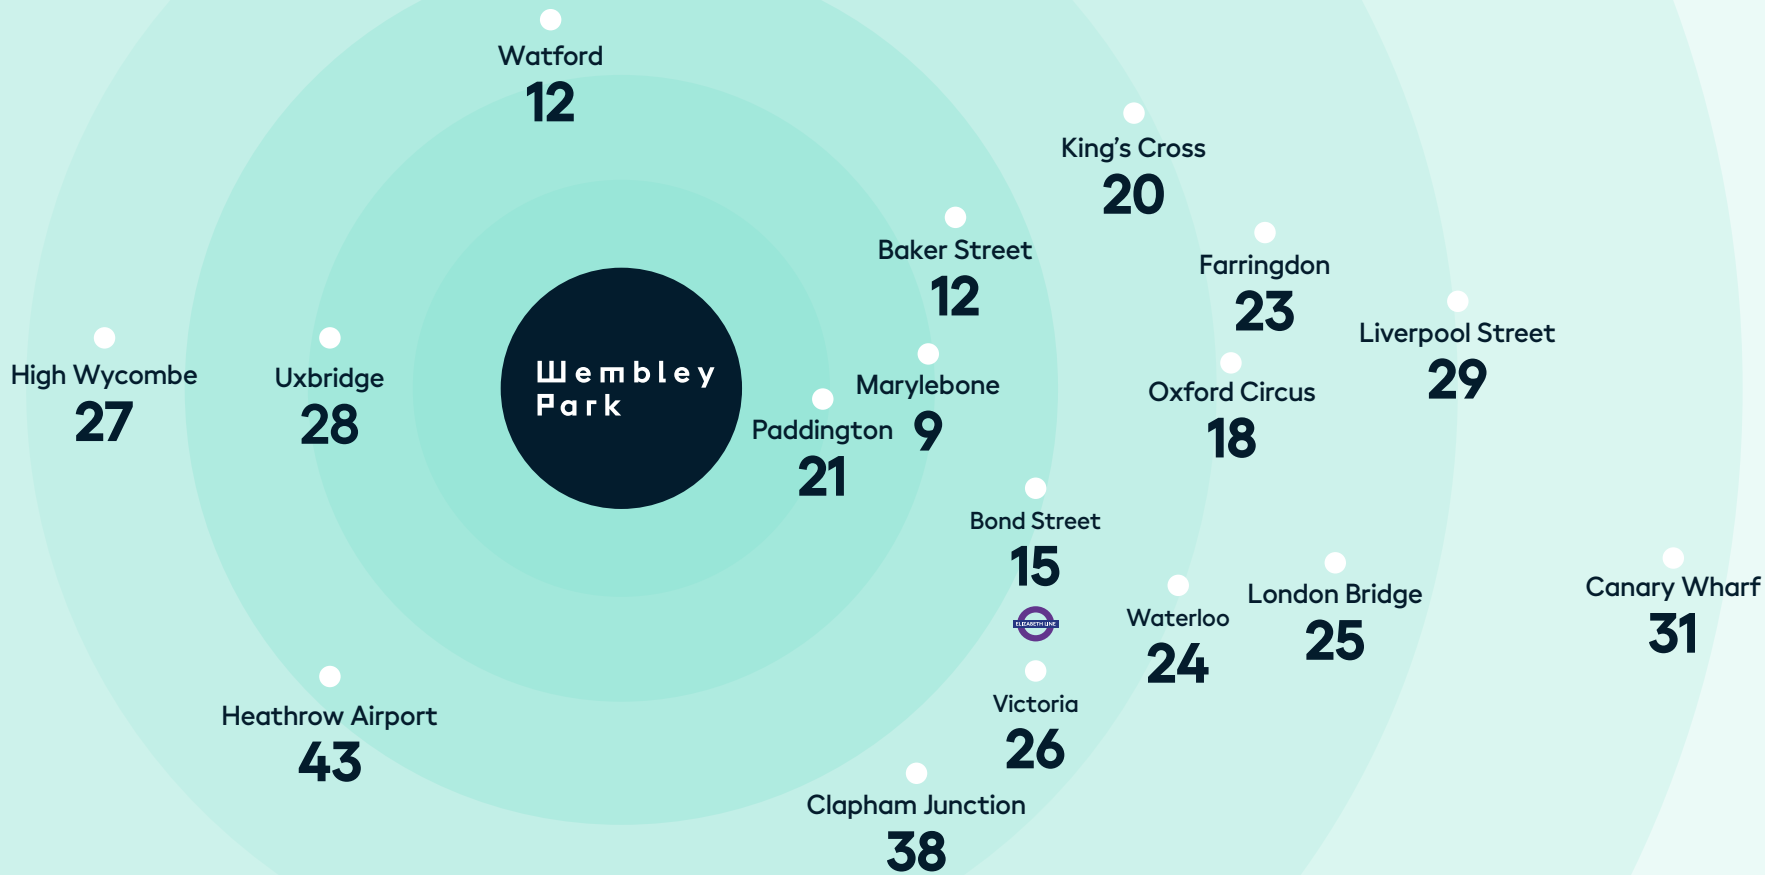 Watford
12
King's Cross
20
Baker Street
12
Farringdon
23
Liverpool Street
29
High Wycombe
27
Uxbridge
28
Wembley
Park
Paddington
21
Marylebone
9
Oxford Circus
18
Bond Street
15
ELIZABETH LINE
Waterloo
24
London Bridge
25
Canary Wharf
31
Heathrow Airport
43
Victoria
26
Clapham Junction
38